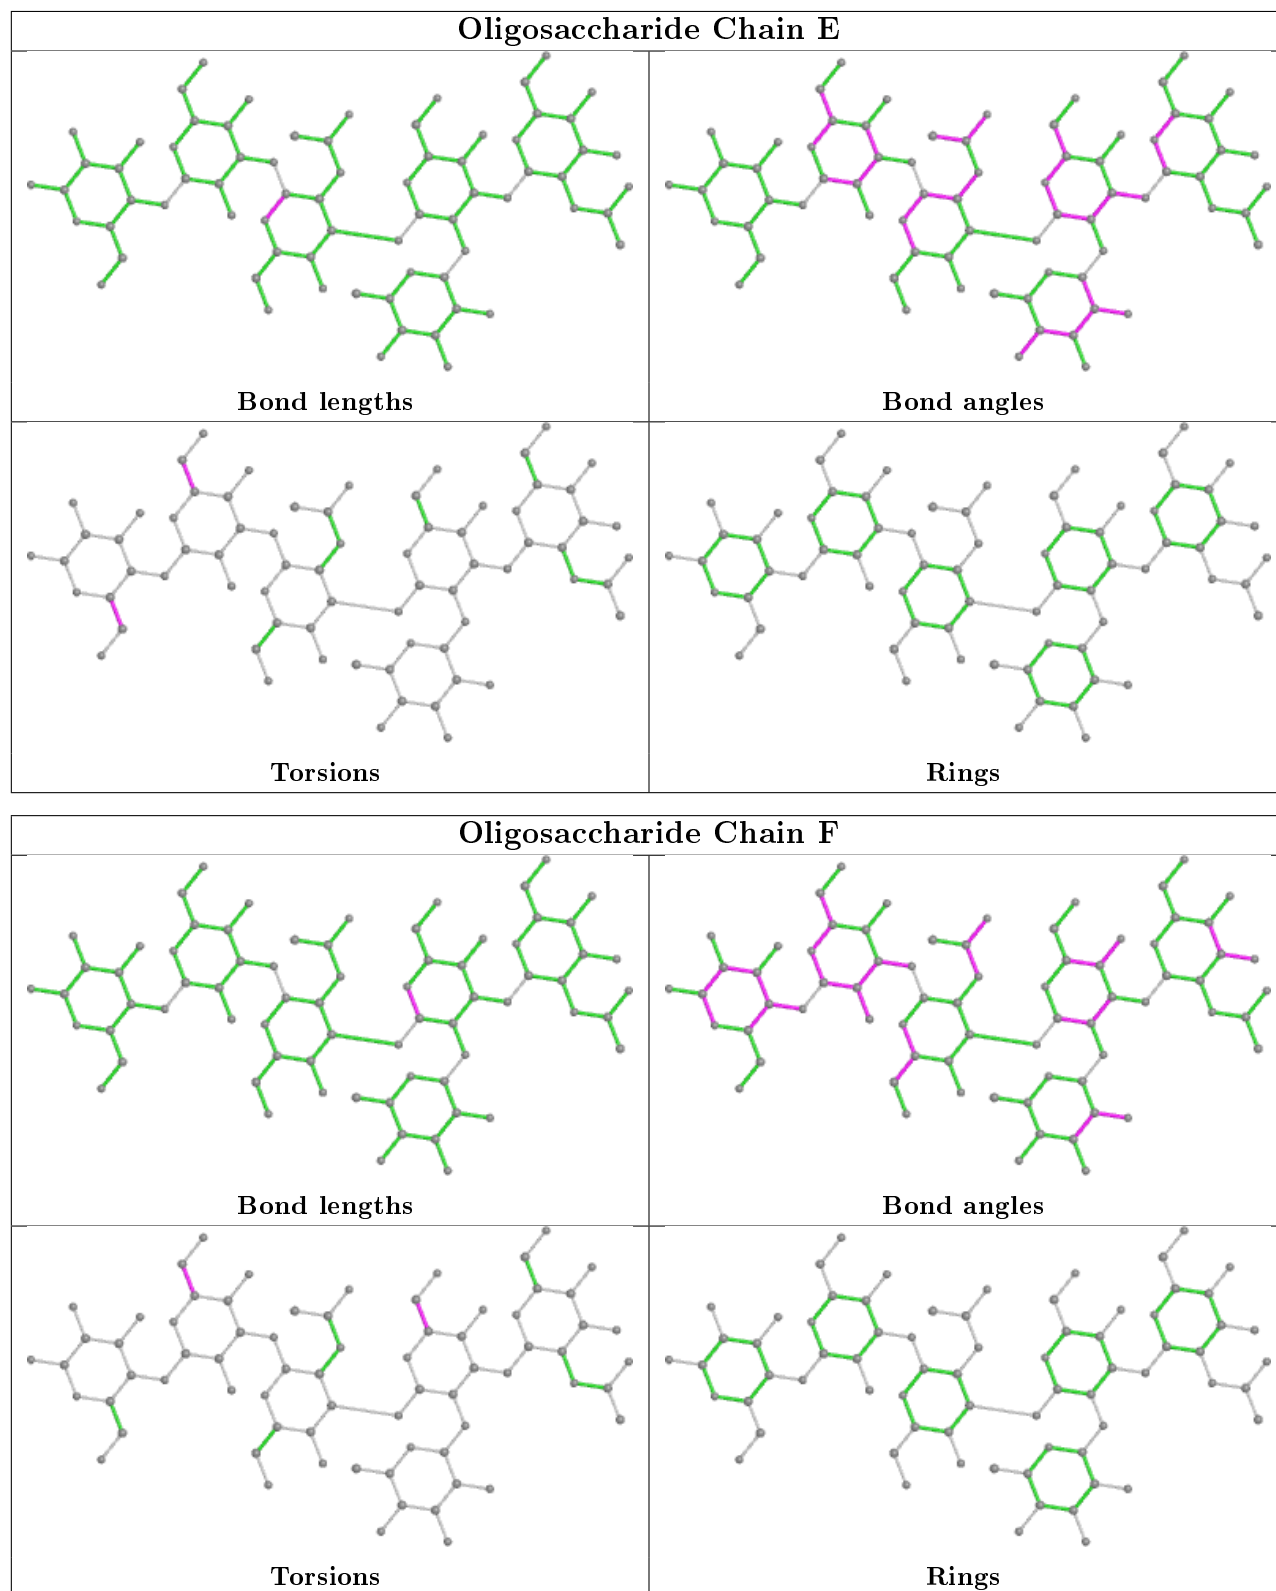 Oligosaccharide Chain E
Bond lengths
Bond angles
Torsions
Rings
Oligosaccharide Chain F
Bond lengths
Bond angles
Torsions
Rings